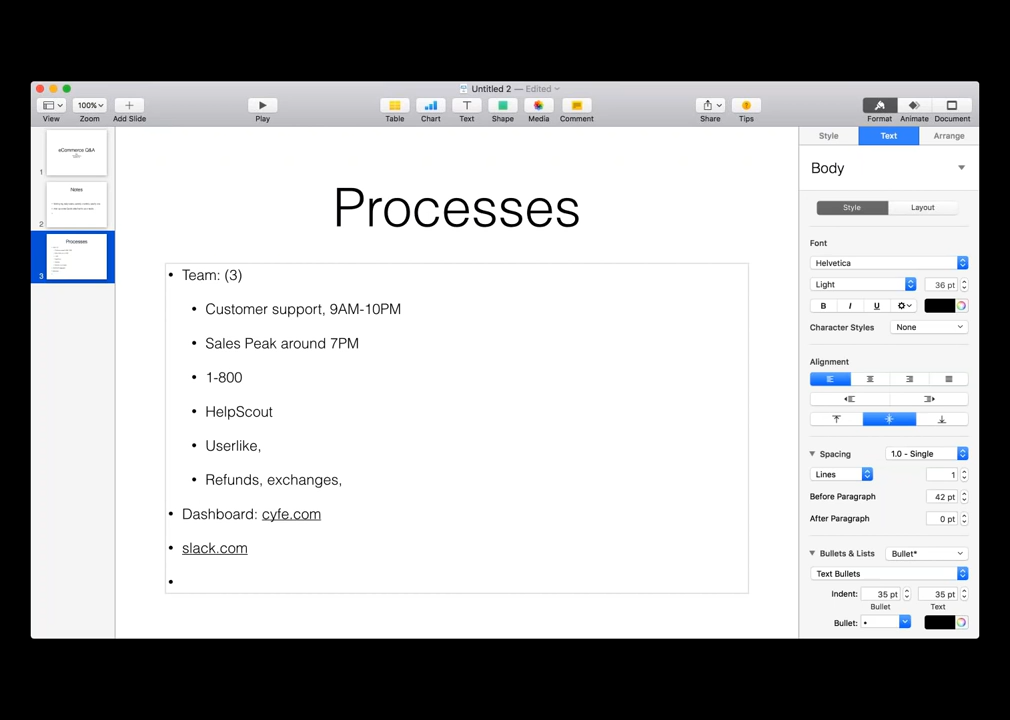 Untitled 2 — Edited
100%
View
Zoom
Add Slide
Play
Table
Chart
Text
Shape
Media
Comment
Share
Tips
Format
Animate
Document
eCommerce Q&A
1
Notes
2
Processes
3
Processes
• Team: (3)
• Customer support, 9AM-10PM
• Sales Peak around 7PM
• 1-800
• HelpScout
• Userlike,
• Refunds, exchanges,
• Dashboard: cyfe.com
• slack.com
•
Style
Text
Arrange
Body
Style
Layout
Font
Helvetica
Light
36 pt
B I U
Character Styles
None
Alignment
Spacing
1.0 - Single
Lines
1
Before Paragraph
42 pt
After Paragraph
0 pt
Bullets & Lists
Bullet*
Text Bullets
Indent:
35 pt
35 pt
Bullet
Text
Bullet:
•